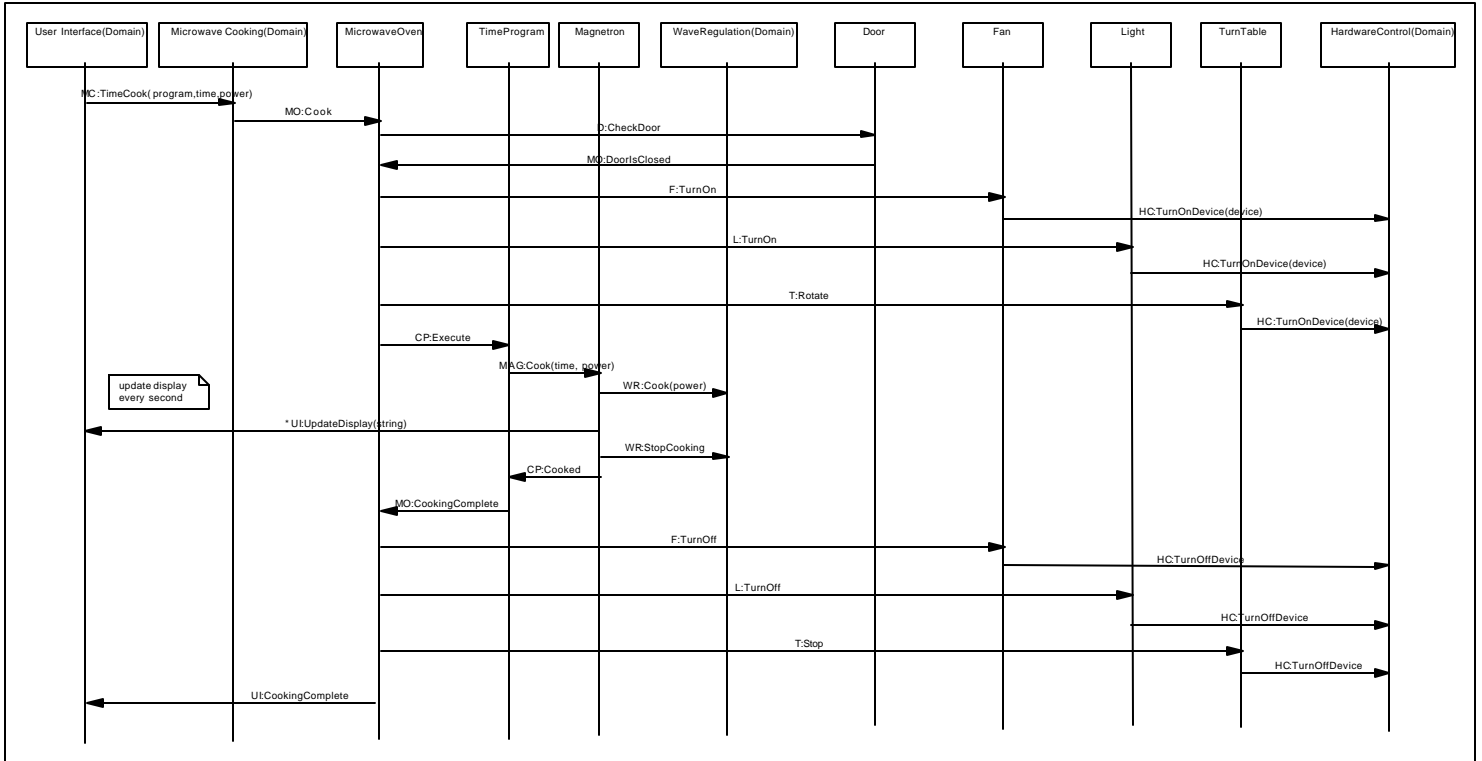 User Interface(Domain)
Microwave Cooking(Domain)
MicrowaveOven
TimeProgram
Magnetron
WaveRegulation(Domain)
Door
Fan
Light
TurnTable
HardwareControl(Domain)
MC:TimeCook( program,time,power)
MO:Cook
D:CheckDoor
MO:DoorIsClosed
F:TurnOn
HC:TurnOnDevice(device)
L:TurnOn
HC:TurnOnDevice(device)
T:Rotate
HC:TurnOnDevice(device)
CP:Execute
MAG:Cook(time, power)
WR:Cook(power)
update display
every second
* UI:UpdateDisplay(string)
WR:StopCooking
CP:Cooked
MO:CookingComplete
F:TurnOff
HC:TurnOffDevice
L:TurnOff
HC:TurnOffDevice
T:Stop
HC:TurnOffDevice
UI:CookingComplete